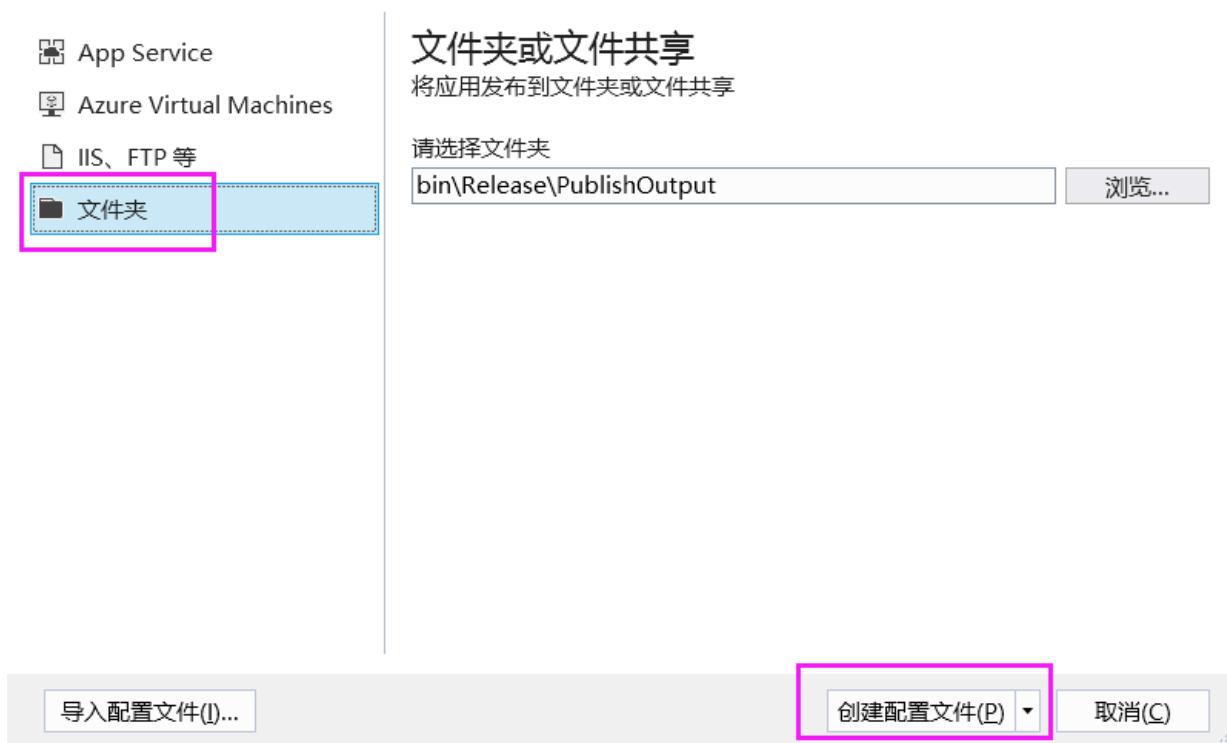 App Service
Azure Virtual Machines
IIS、FTP 等
文件夹
文件夹或文件共享
将应用发布到文件夹或文件共享
请选择文件夹
bin\Release\PublishOutput
浏览...
导入配置文件(I)...
创建配置文件(P)
取消(C)